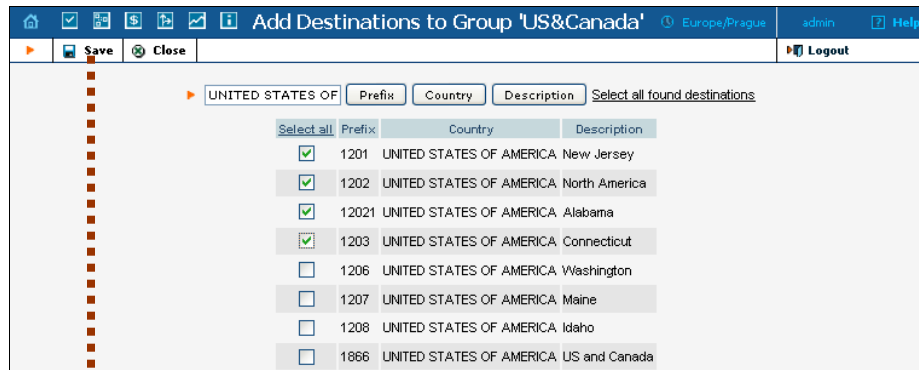 Add Destinations to Group 'US&Canada' Europe/Prague admin Help
Save Close Logout
UNITED STATES OF Prefix Country Description Select all found destinations
Select all Prefix Country Description
1201 UNITED STATES OF AMERICA New Jersey
1202 UNITED STATES OF AMERICA North America
12021 UNITED STATES OF AMERICA Alabama
1203 UNITED STATES OF AMERICA Connecticut
1206 UNITED STATES OF AMERICA Washington
1207 UNITED STATES OF AMERICA Maine
1208 UNITED STATES OF AMERICA Idaho
1866 UNITED STATES OF AMERICA US and Canada